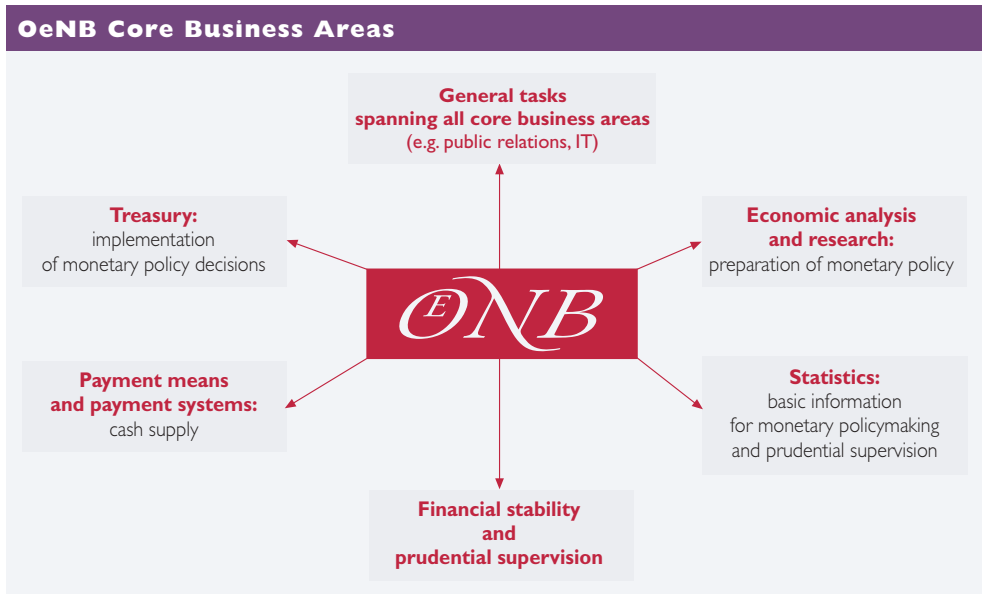 OeNB Core Business Areas
General tasks
spanning all core business areas
(e.g. public relations, IT)
Treasury:
implementation
of monetary policy decisions
Economic analysis
and research:
preparation of monetary policy
OENB
Payment means
and payment systems:
cash supply
Statistics:
basic information
for monetary policymaking
and prudential supervision
Financial stability
and
prudential supervision